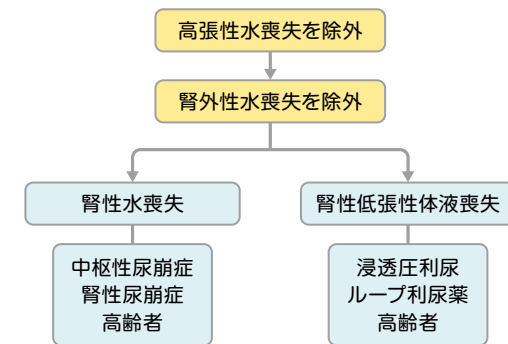 高張性水喪失を除外
腎外性水喪失を除外
腎性水喪失
腎性低張性体液喪失
中枢性尿崩症
腎性尿崩症
高齢者
浸透圧利尿
ループ利尿薬
高齢者